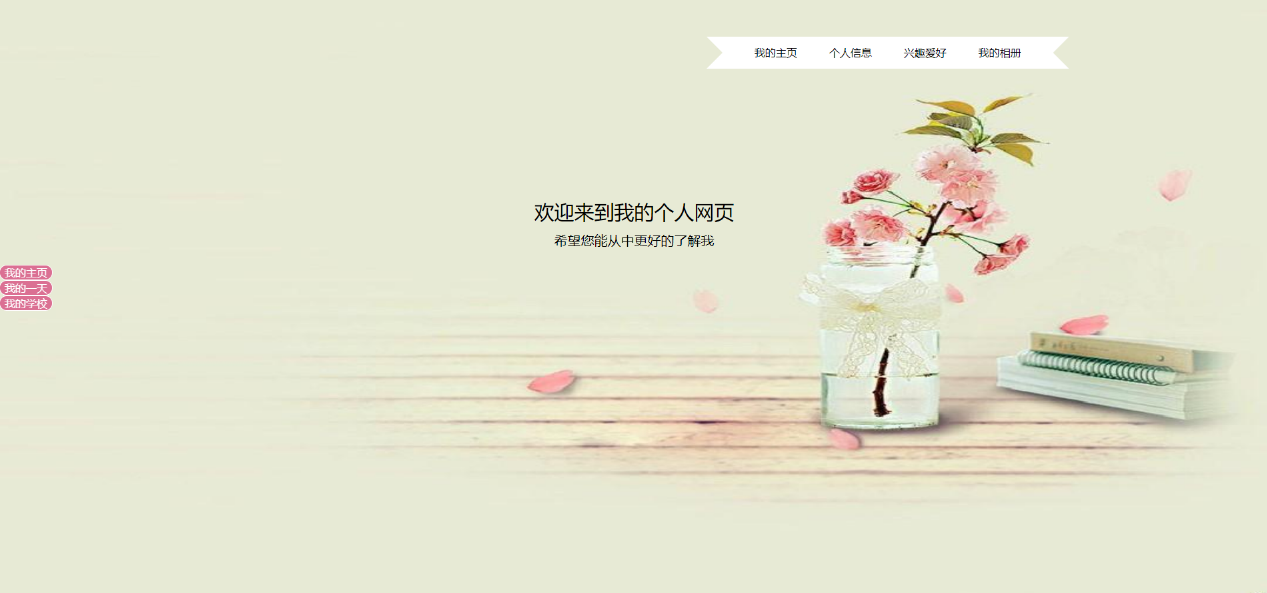 我的主页 个人信息 兴趣爱好 我的相册
欢迎来到我的个人网页
希望您能从中更好的了解我
我的主页
我的一天
我的学校